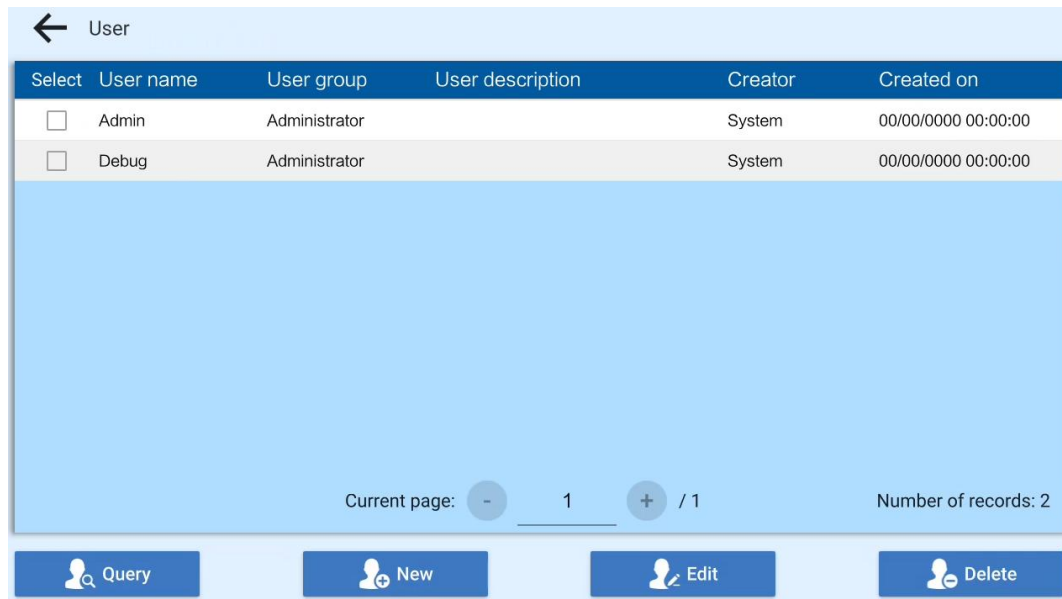 User
Select User name User group User description Creator Created on
Admin Administrator System 00/00/0000 00:00:00
Debug Administrator System 00/00/0000 00:00:00
Current page: - 1 + / 1 Number of records: 2
Query New Edit Delete